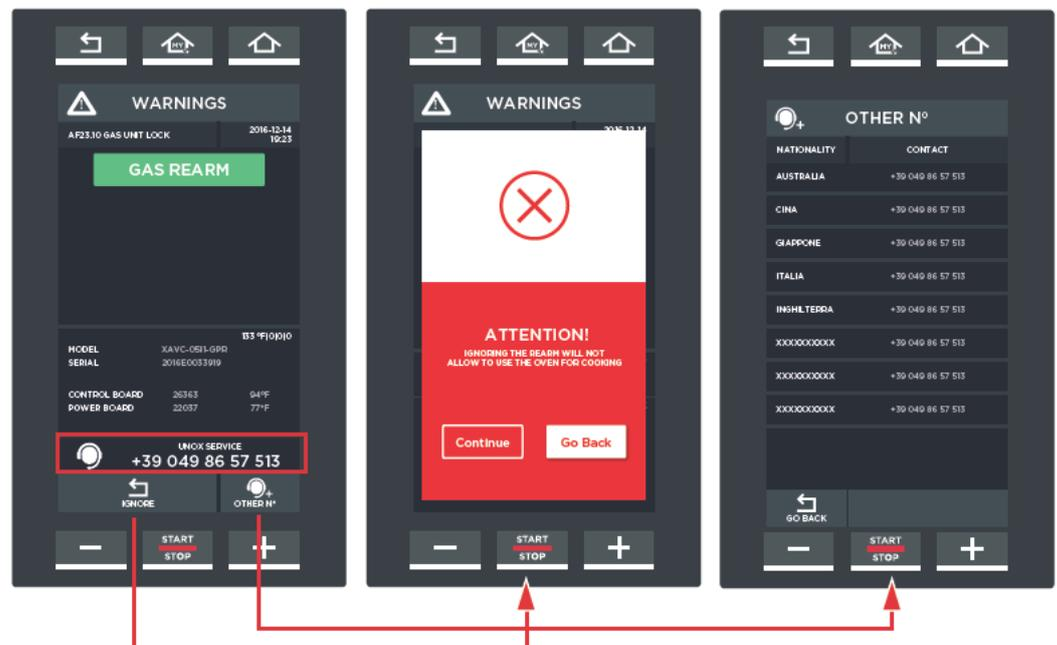 MY
WARNINGS
AF23.10 GAS UNIT LOCK 2016-12-14
19:23
GAS REARM
133 °F|0|0|0
MODEL XAVC-0511-GPR
SERIAL 2016E0033919
CONTROL BOARD 26363 94°F
POWER BOARD 22037 77°F
UNOX SERVICE
+39 049 86 57 513
IGNORE OTHER N°
START
STOP
MY
WARNINGS
2016-12-14
ATTENTION!
IGNORING THE REARM WILL NOT
ALLOW TO USE THE OVEN FOR COOKING
Continue Go Back
START
STOP
MY
OTHER N°
NATIONALITY CONTACT
AUSTRALIA +39 049 86 57 513
CINA +39 049 86 57 513
GIAPPONE +39 049 86 57 513
ITALIA +39 049 86 57 513
INGHILTERRA +39 049 86 57 513
XXXXXXXXXX +39 049 86 57 513
XXXXXXXXXX +39 049 86 57 513
XXXXXXXXXX +39 049 86 57 513
GO BACK
START
STOP